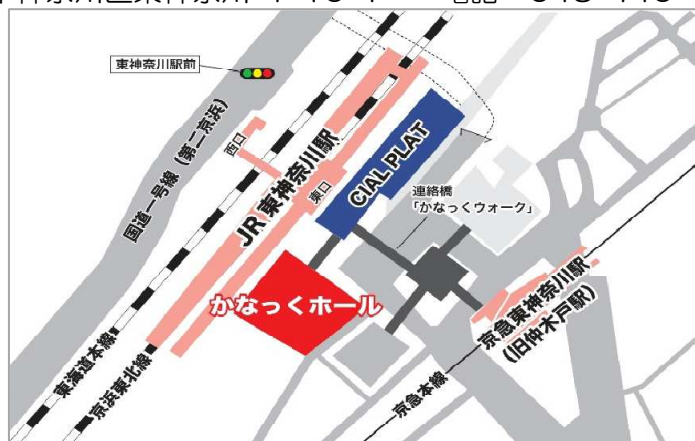 東神奈川駅前
国道一号線(第二京浜)
西口
JR 東神奈川駅
東口
CIAL PLAT
連絡橋
「かなっくウォーク」
かなっくホール
京急東神奈川駅
(旧仲木戸駅)
東海道本線
京浜東北線
京急本線